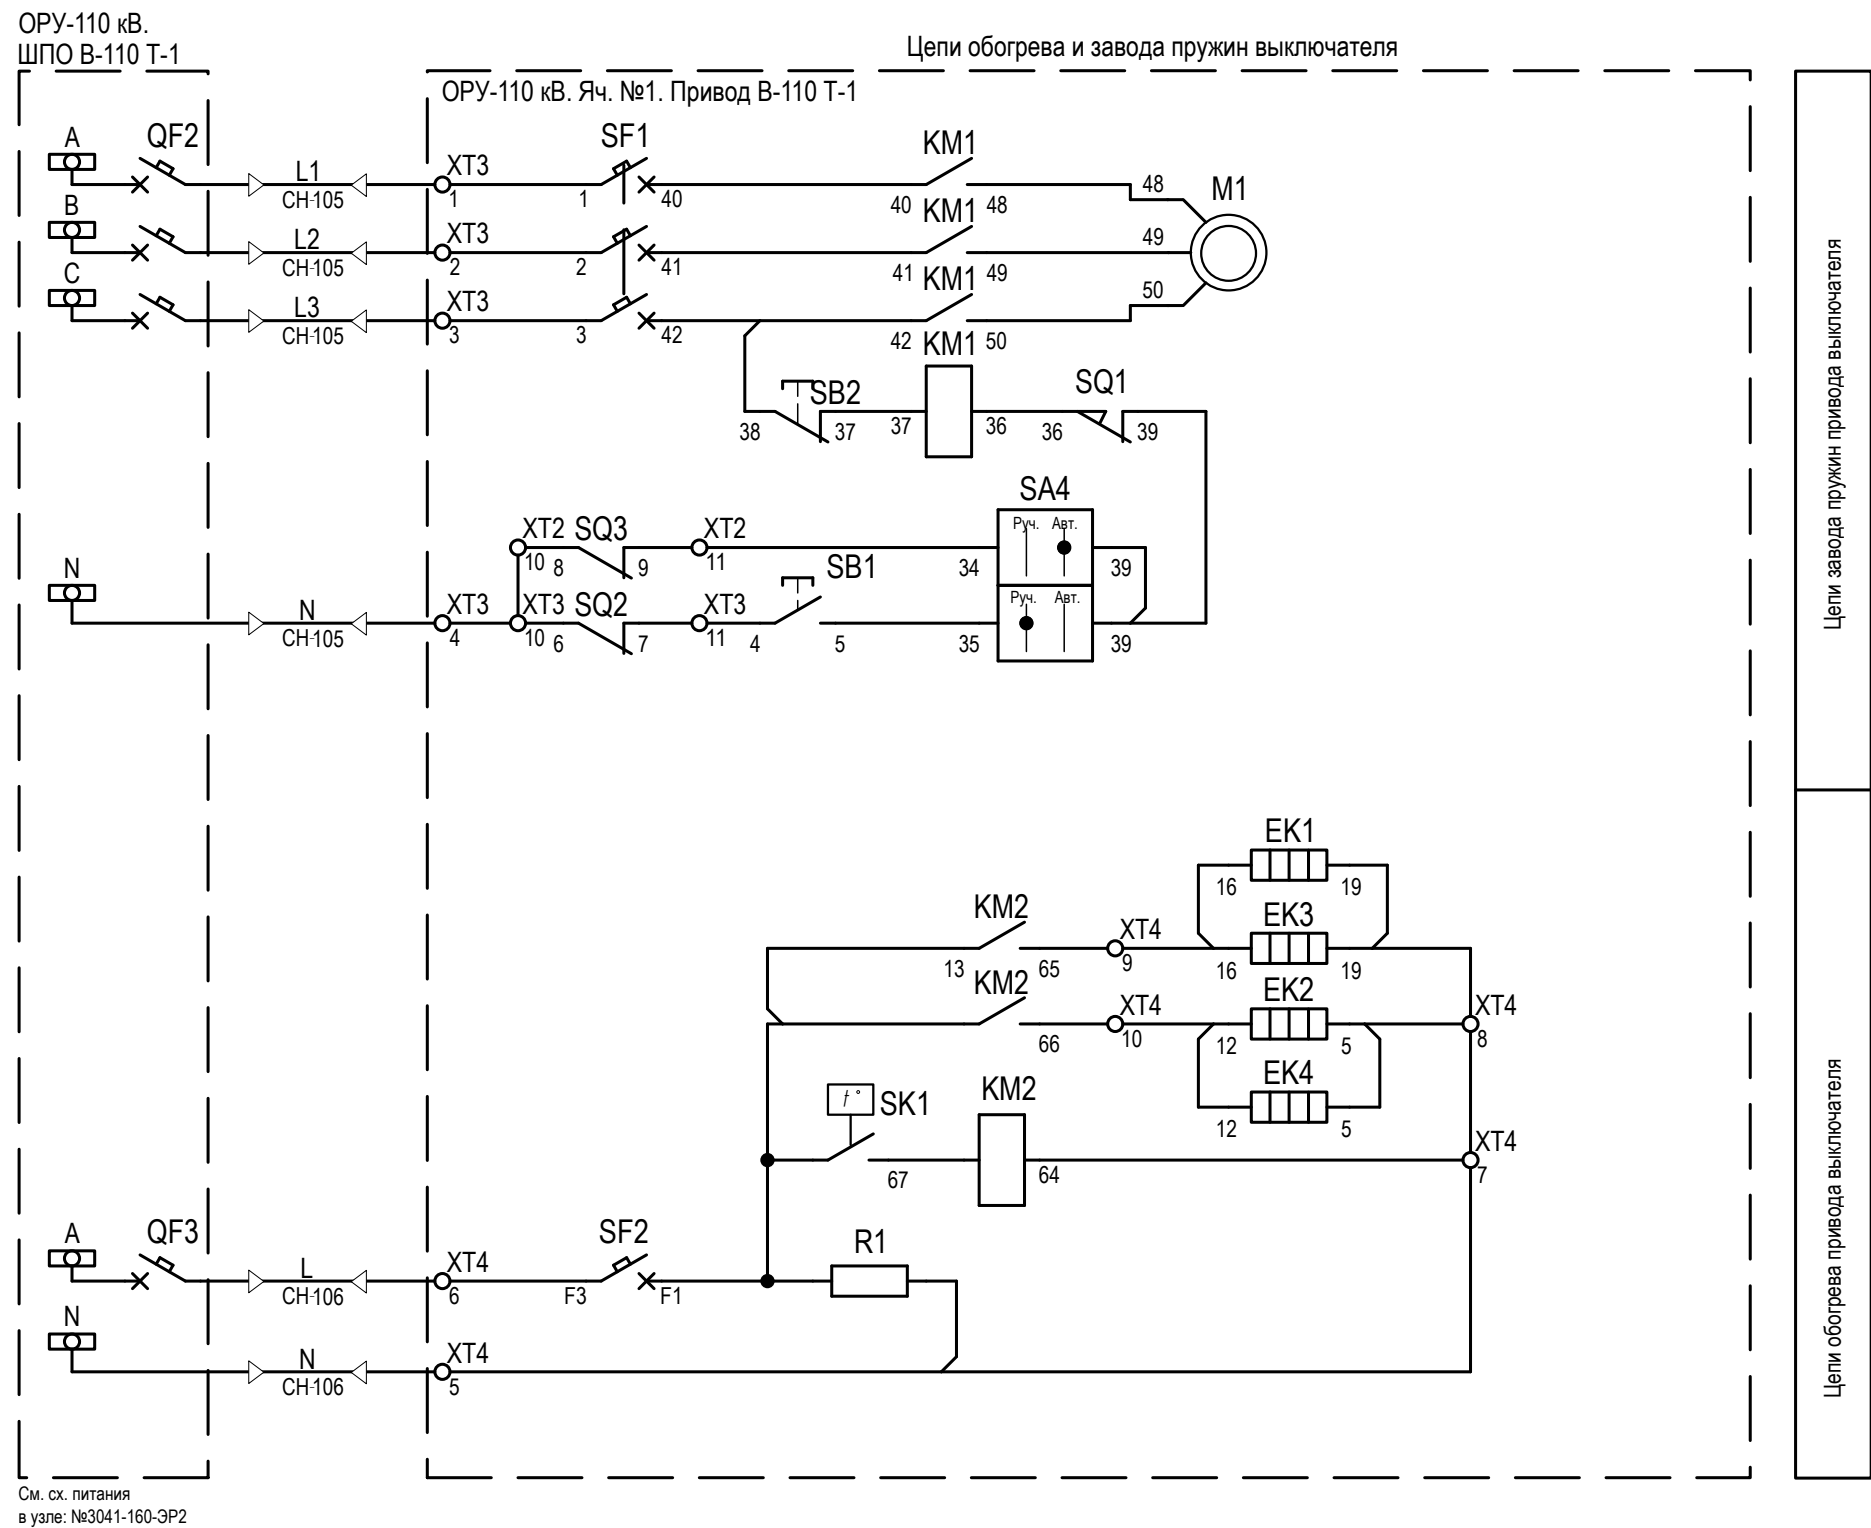 ОРУ-110 кВ.
ШПО В-110 Т-1
Цепи обогрева и завода пружин выключателя
ОРУ-110 кВ. Яч. №1. Привод В-110 Т-1
A QF2 L1 СН-105 XT3 1 SF1 1 40 KM1 40 48 48 M1
B L2 СН-105 XT3 2 2 41 KM1 41 49 49
C L3 СН-105 XT3 3 3 42 KM1 42 50 50
38 SB2 37 KM1 37 36 SQ1 36 39
SA4
Руч. Авт.
XT2 10 SQ3 8 9 XT2 11 34 39
Руч. Авт.
N N СН-105 XT3 4 XT3 10 SQ2 6 7 XT3 11 SB1 4 5 35 39
Цепи завода пружин привода выключателя
EK1 16 19
KM2 13 65 XT4 9 EK3 16 19
KM2 66 XT4 10 EK2 12 5 XT4 8
EK4 12 5
t° SK1 67 KM2 64 XT4 7
A QF3 L СН-106 XT4 6 SF2 F3 F1 R1
N N СН-106 XT4 5
Цепи обогрева привода выключателя
См. сх. питания
в узле: №3041-160-ЭР2